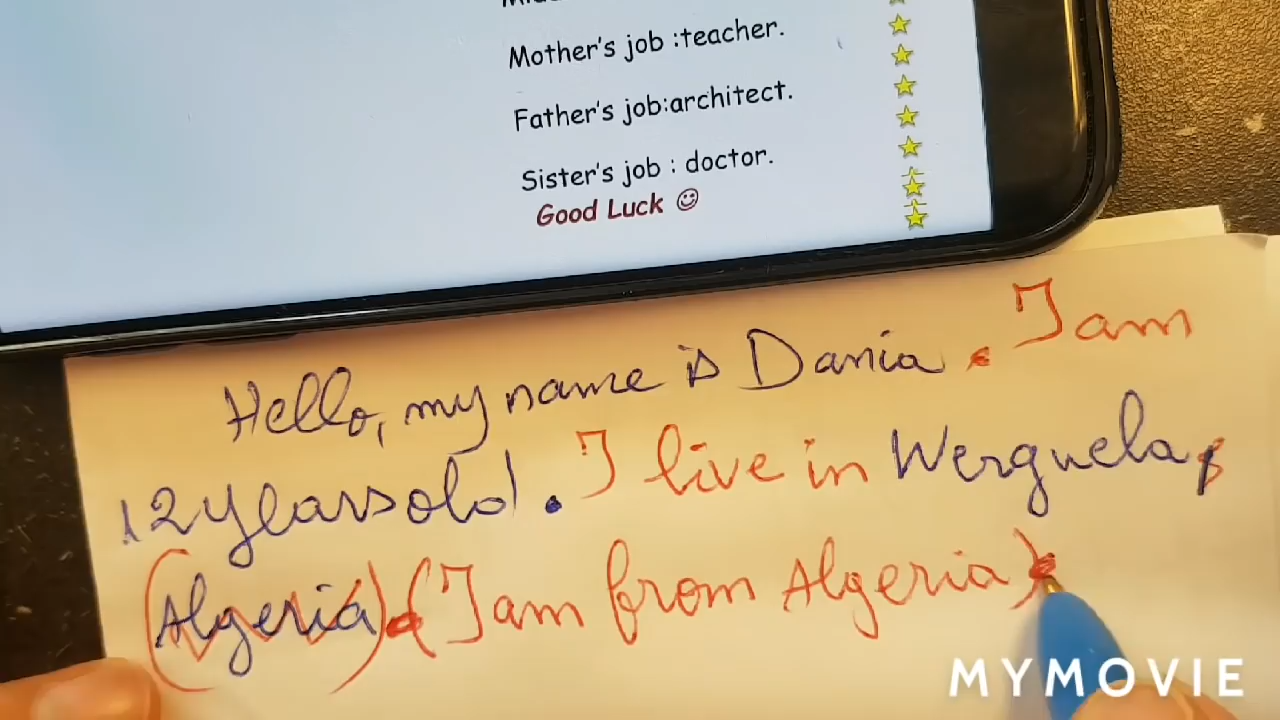 Mother's job :teacher.
Father's job:architect.
Sister's job : doctor.
Good Luck ☺
Hello, my name is Dania. I am
12 years old. I live in Werguela,
(Algeria). (I am from Algeria).
MYMOVIE